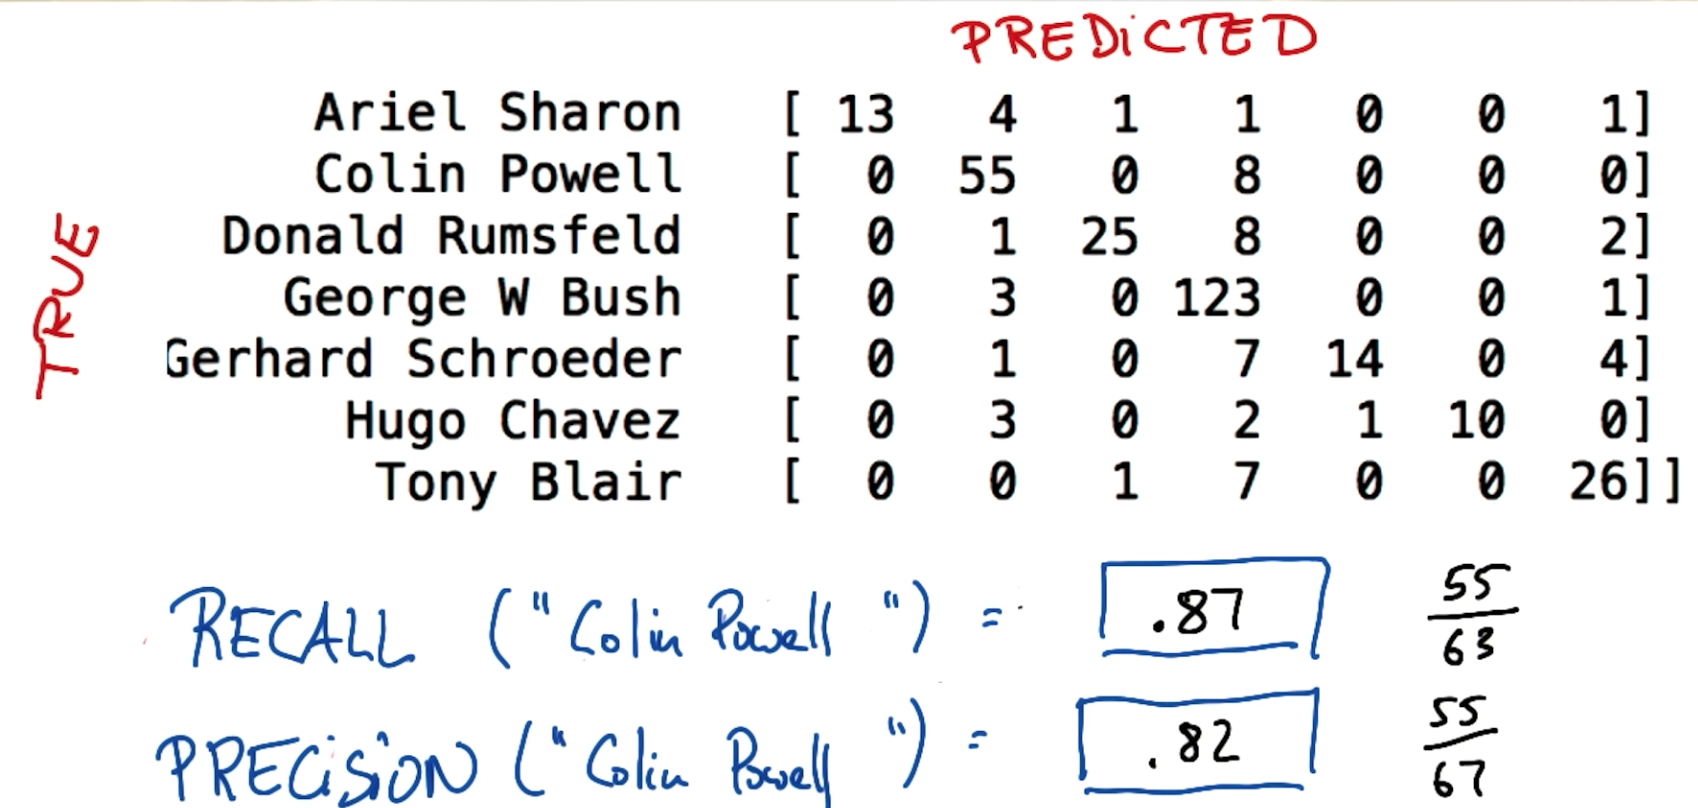 PREDiCTED
Ariel Sharon [ 13 4 1 1 0 0 1]
Colin Powell [ 0 55 0 8 0 0 0]
Donald Rumsfeld [ 0 1 25 8 0 0 2]
George W Bush [ 0 3 0 123 0 0 1]
Gerhard Schroeder [ 0 1 0 7 14 0 4]
Hugo Chavez [ 0 3 0 2 1 10 0]
Tony Blair [ 0 0 1 7 0 0 26]]
TRUE
RECALL ("Colin Powell ") = .87 55/63
PRECiSiON ("Colin Powell ") = .82 55/67